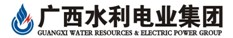 广西水利电业集团
GUANGXI WATER RESOURCES & ELECTRIC POWER GROUP